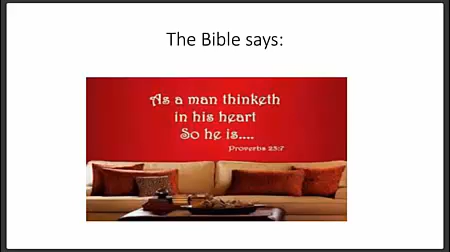 The Bible says:
As a man thinketh
in his heart
So he is....
Proverbs 23:7